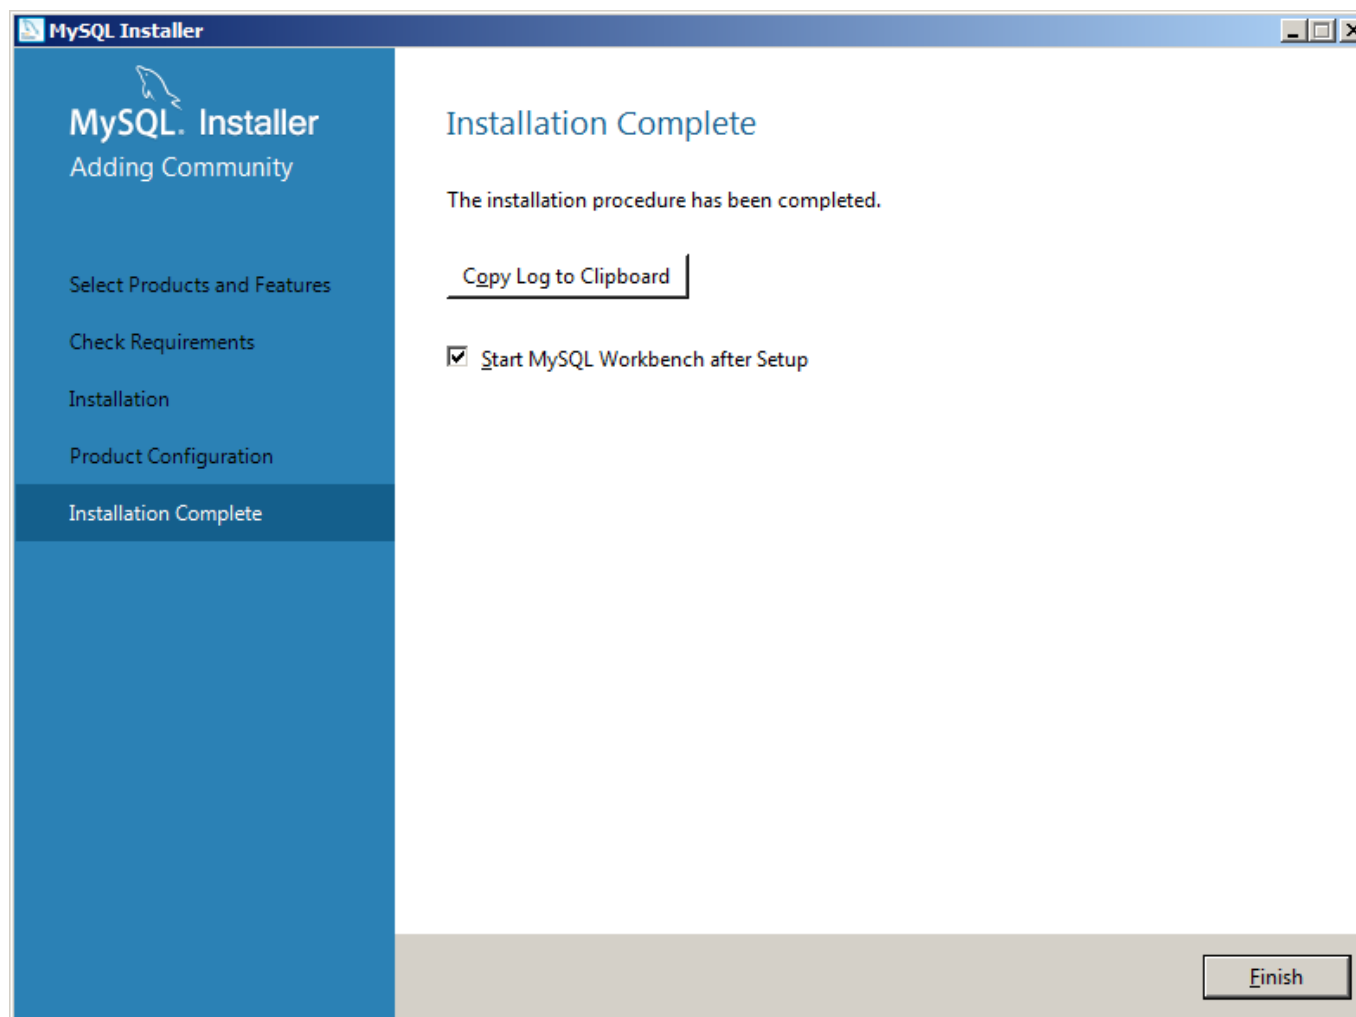 MySQL Installer
MySQL. Installer
Adding Community
Select Products and Features
Check Requirements
Installation
Product Configuration
Installation Complete
Installation Complete
The installation procedure has been completed.
Copy Log to Clipboard
Start MySQL Workbench after Setup
Finish